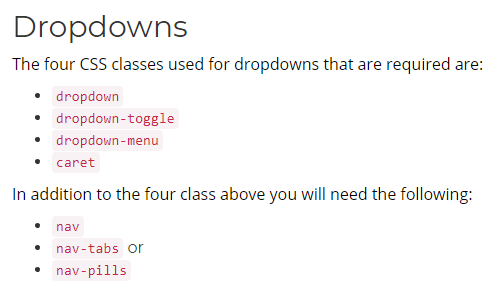 Dropdowns
The four CSS classes used for dropdowns that are required are:
• dropdown
• dropdown-toggle
• dropdown-menu
• caret
In addition to the four class above you will need the following:
• nav
• nav-tabs or
• nav-pills